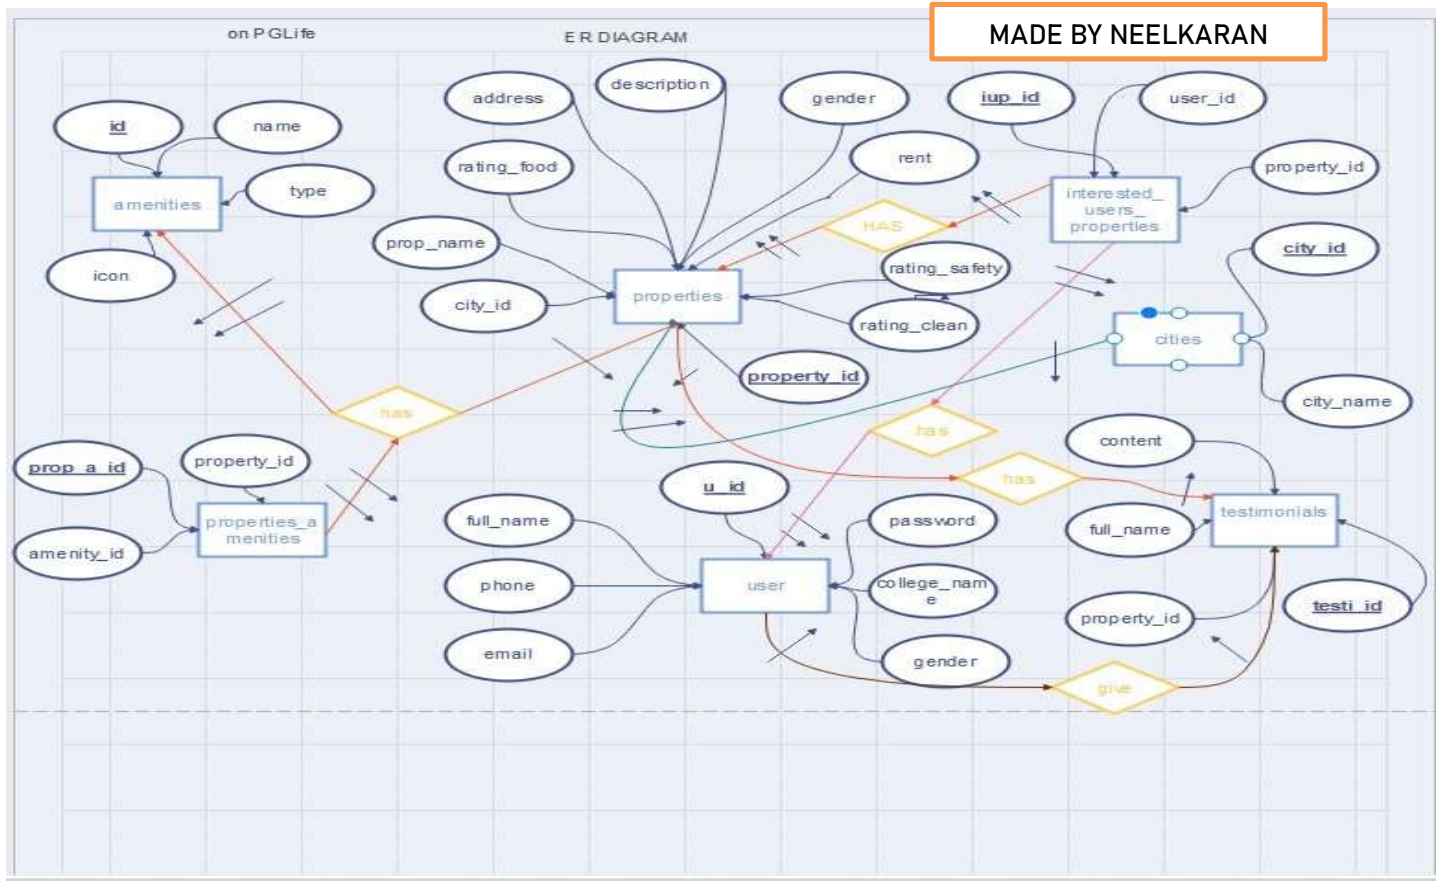 on PGLife
ER DIAGRAM
MADE BY NEELKARAN
address
description
gender
iup_id
user_id
id
name
rating_food
rent
property_id
type
amenities
interested_
users_
properties
HAS
prop_name
city_id
icon
rating_safety
city_id
properties
rating_clean
cities
property_id
has
city_name
has
content
prop_a_id
property_id
u_id
has
full_name
password
testimonials
properties_a
menities
full_name
amenity_id
phone
user
college_nam
e
property_id
testi_id
email
gender
give